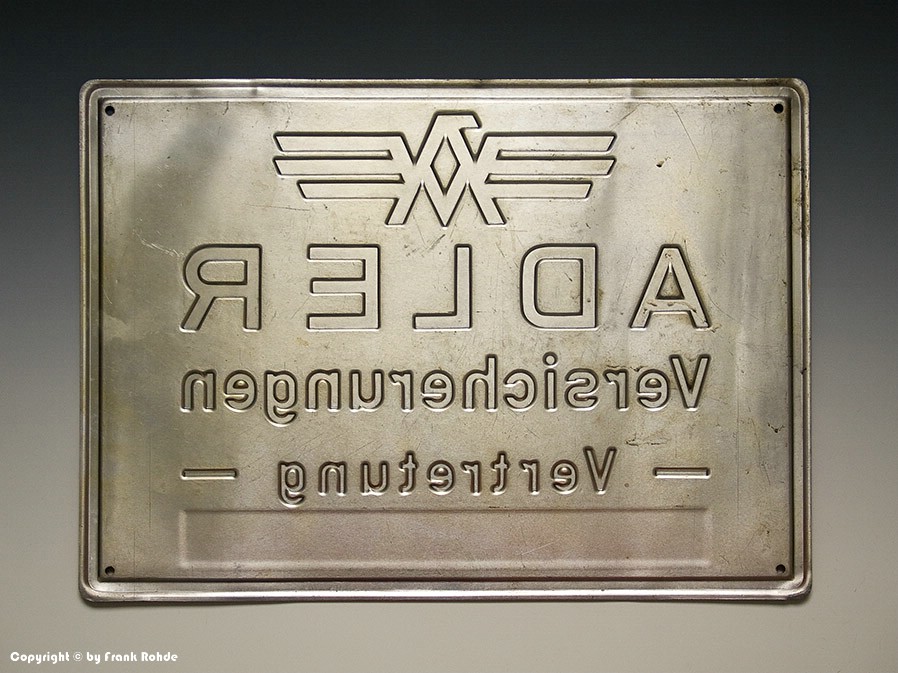 ADLER
Versicherungen
— Vertretung —
Copyright © by Frank Rohde